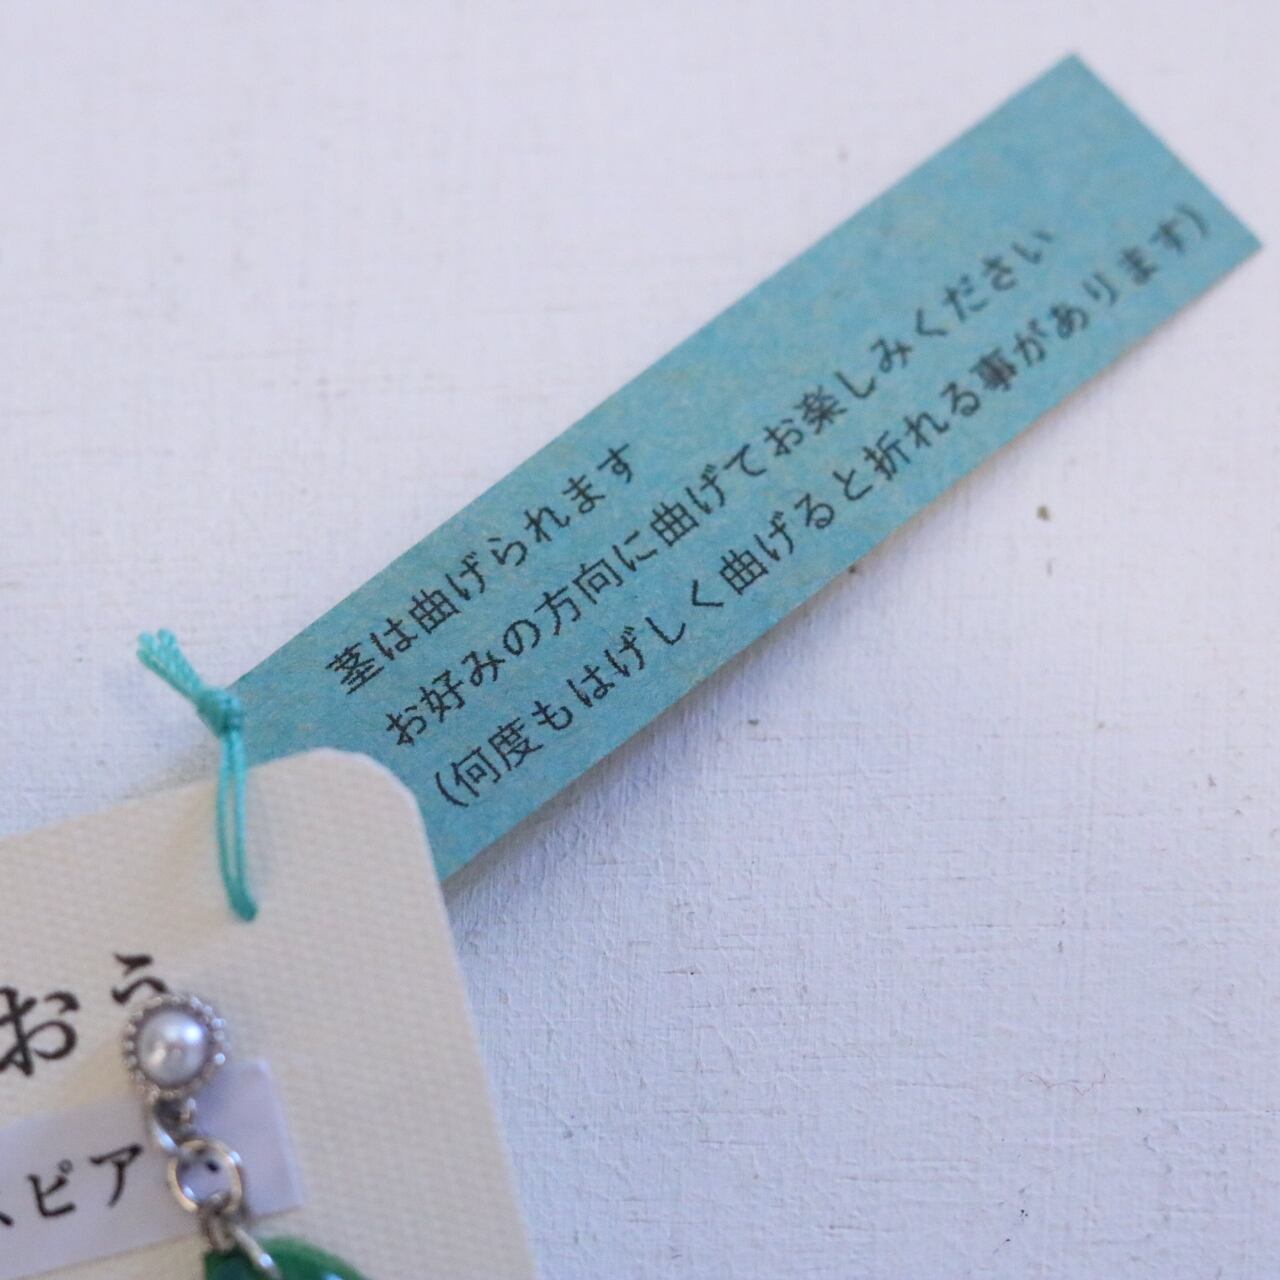 茎は曲げられます
お好みの方向に曲げてお楽しみください
(何度もはげしく曲げると折れる事があります)
おう
ピア